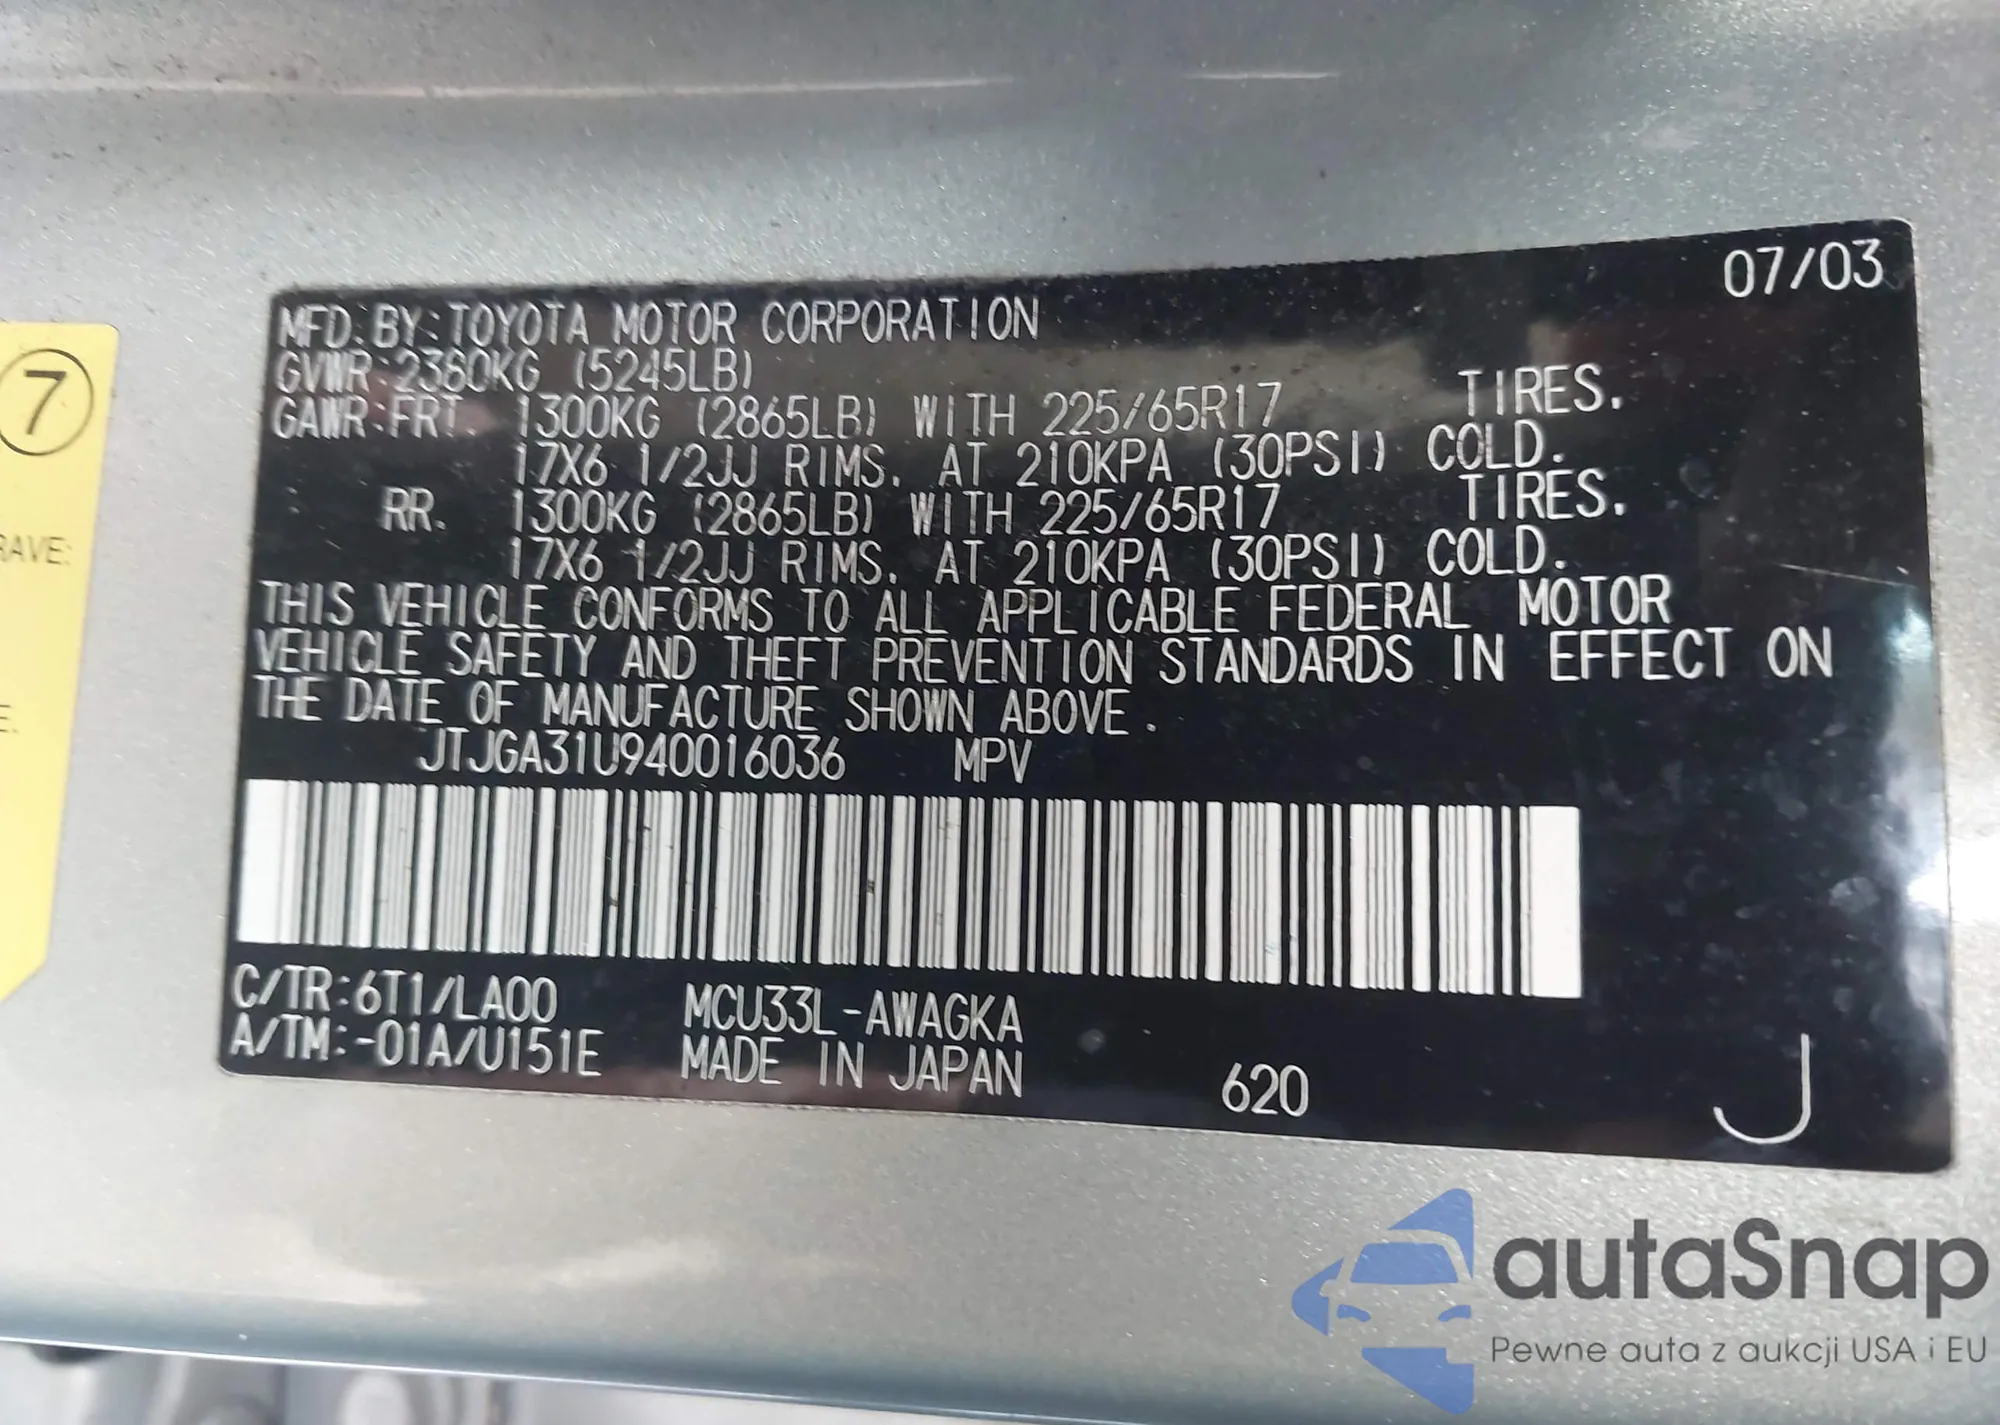 07/03
MFD. BY: TOYOTA MOTOR CORPORATION
GVWR: 2380KG (5245LB)
GAWR: FRT. 1300KG (2865LB) WITH 225/65R17 TIRES.
17X6 1/2JJ RIMS. AT 210KPA (30PSI) COLD.
RR. 1300KG (2865LB) WITH 225/65R17 TIRES.
17X6 1/2JJ RIMS. AT 210KPA (30PSI) COLD.
THIS VEHICLE CONFORMS TO ALL APPLICABLE FEDERAL MOTOR
VEHICLE SAFETY AND THEFT PREVENTION STANDARDS IN EFFECT ON
THE DATE OF MANUFACTURE SHOWN ABOVE.
JTJGA31U940016036 MPV
C/TR: 6T1/LA00 MCU33L-AWAGKA
A/TM: -01A/U151E MADE IN JAPAN
620
J
7
RAVE:
E.
autaSnap
Pewne auta z aukcji USA i EU